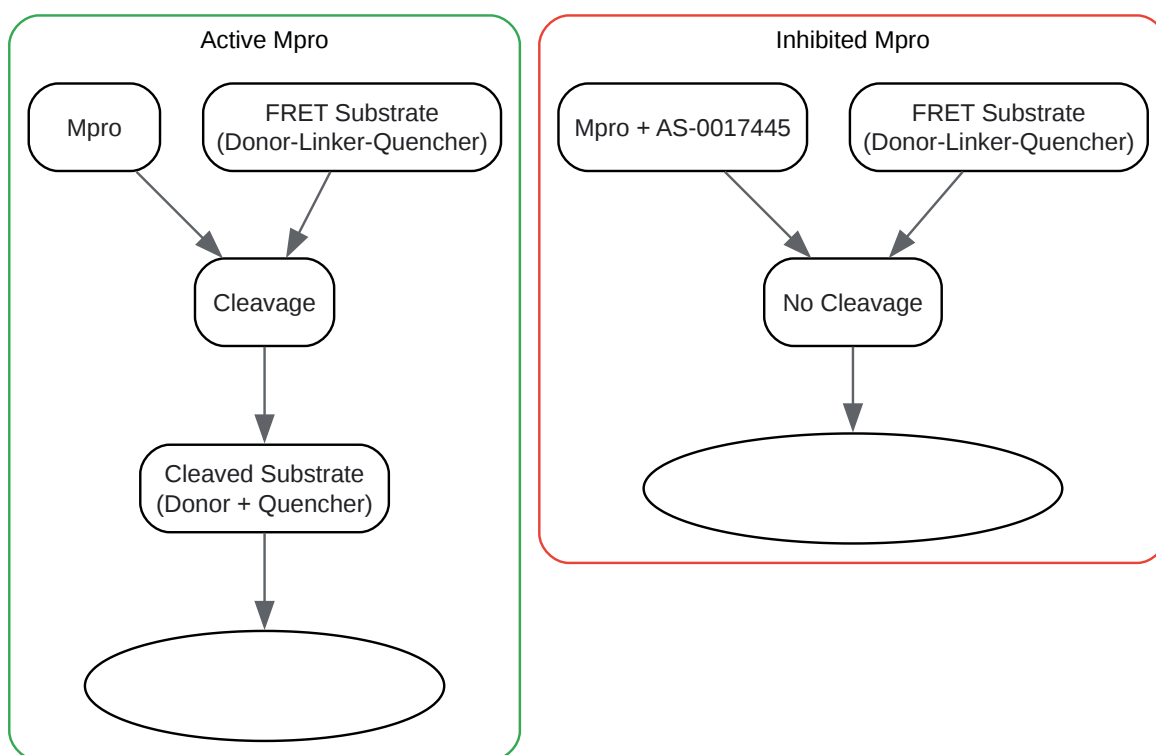 Active Mpro
Mpro
FRET Substrate
(Donor-Linker-Quencher)
Cleavage
Cleaved Substrate
(Donor + Quencher)
Inhibited Mpro
Mpro + AS-0017445
FRET Substrate
(Donor-Linker-Quencher)
No Cleavage